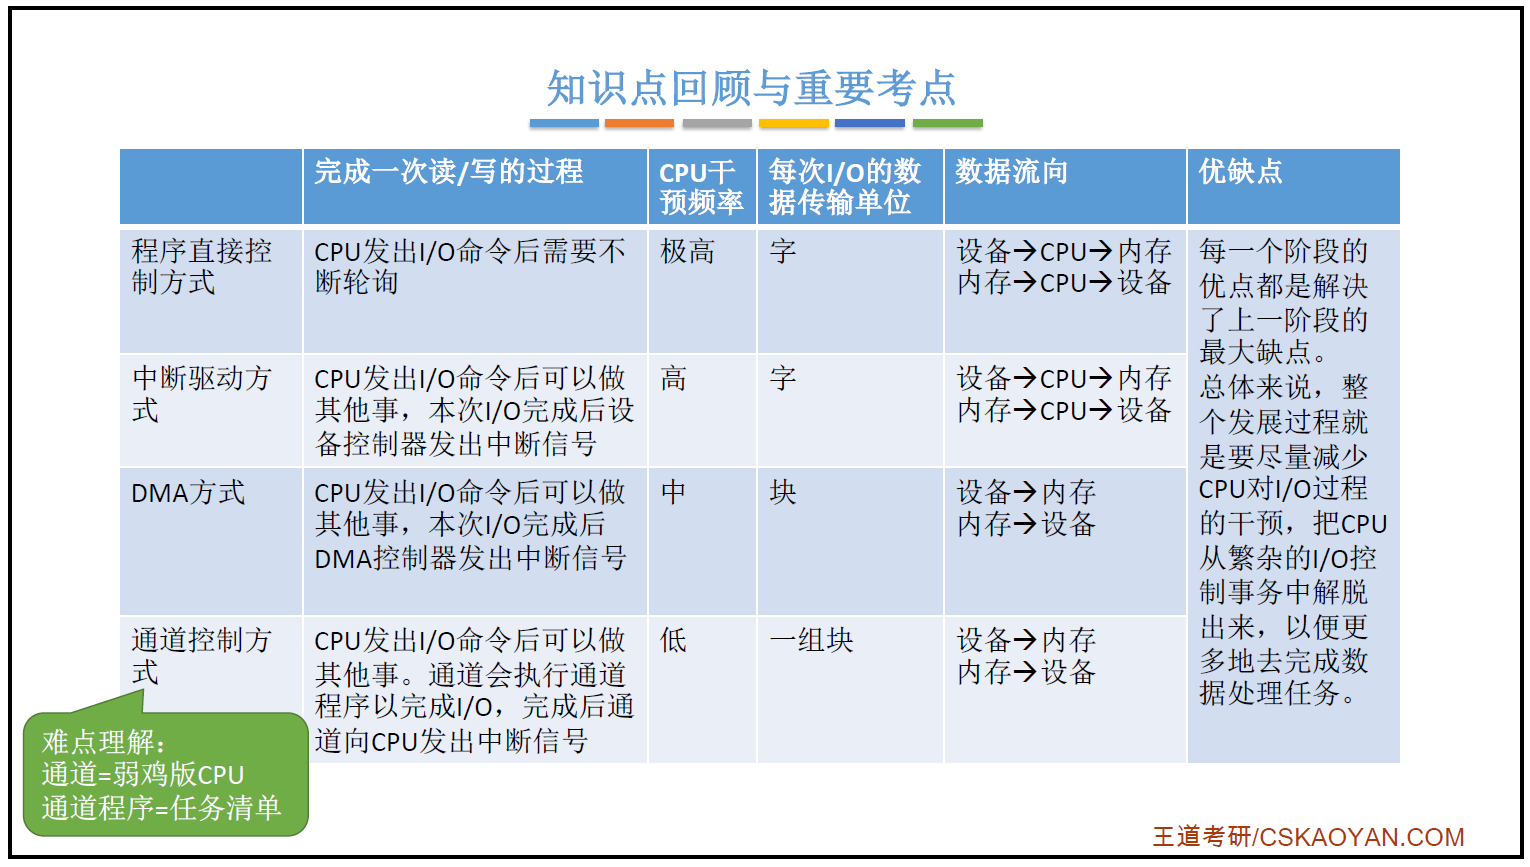 知识点回顾与重要考点
完成一次读/写的过程
CPU干
预频率
每次I/O的数
据传输单位
数据流向
优缺点
程序直接控
制方式
CPU发出I/O命令后需要不
断轮询
极高
字
设备→CPU→内存
内存→CPU→设备
每一个阶段的
优点都是解决
了上一阶段的
最大缺点。
总体来说，整
个发展过程就
是要尽量减少
CPU对I/O过程
的干预，把CPU
从繁杂的I/O控
制事务中解脱
出来，以便更
多地去完成数
据处理任务。
中断驱动方
式
CPU发出I/O命令后可以做
其他事，本次I/O完成后设
备控制器发出中断信号
高
字
设备→CPU→内存
内存→CPU→设备
DMA方式
CPU发出I/O命令后可以做
其他事，本次I/O完成后
DMA控制器发出中断信号
中
块
设备→内存
内存→设备
通道控制方
式
CPU发出I/O命令后可以做
其他事。通道会执行通道
程序以完成I/O，完成后通
道向CPU发出中断信号
低
一组块
设备→内存
内存→设备
难点理解：
通道=弱鸡版CPU
通道程序=任务清单
王道考研/CSKAOYAN.COM